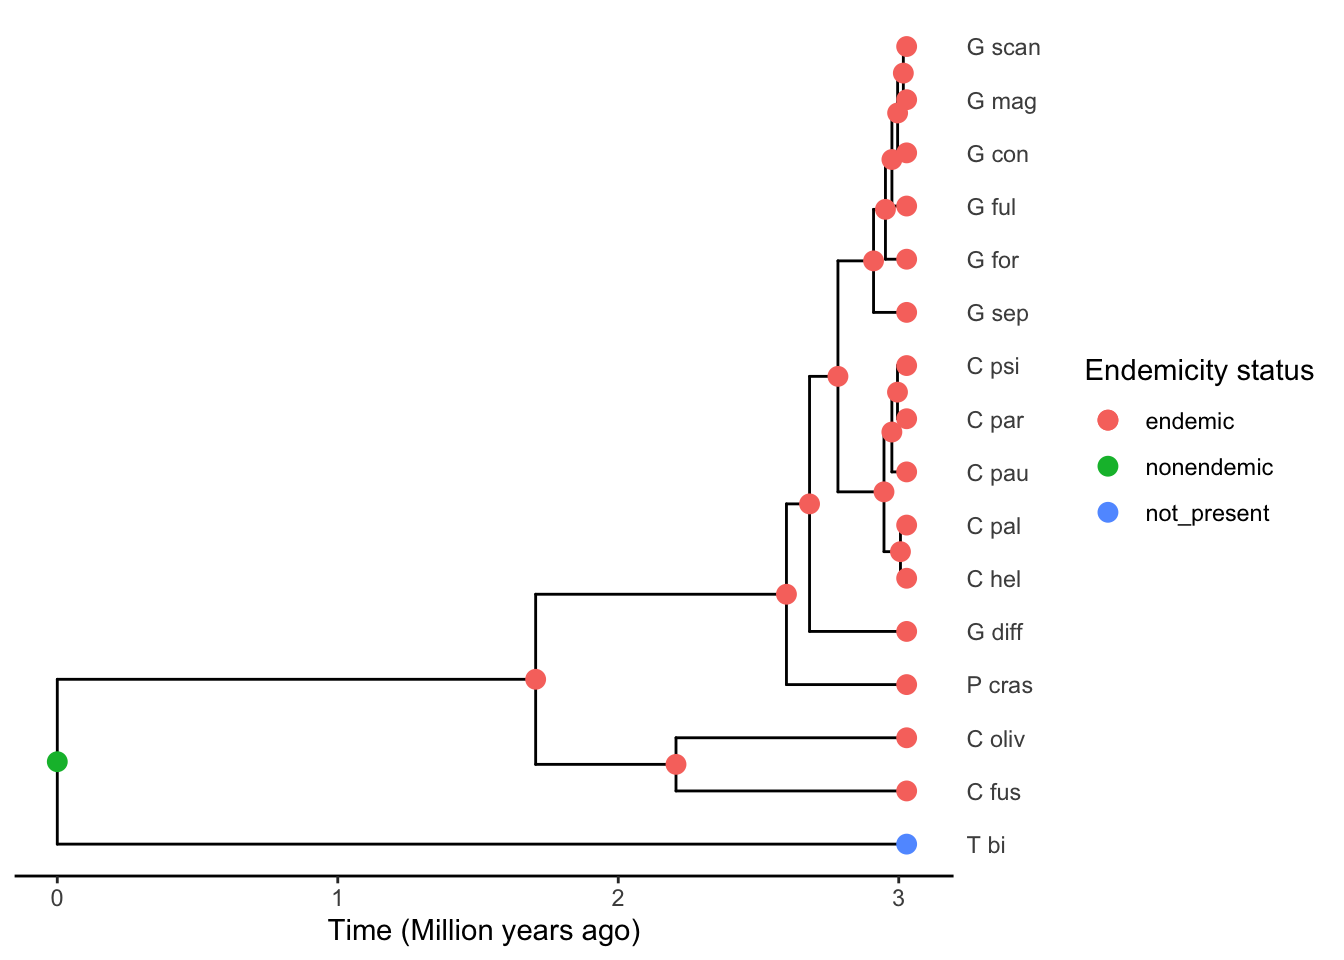 G scan
G mag
G con
G ful
G for
G sep
C psi
C par
C pau
C pal
C hel
G diff
P cras
C oliv
C fus
T bi
Endemicity status
endemic
nonendemic
not_present
0 1 2 3
Time (Million years ago)